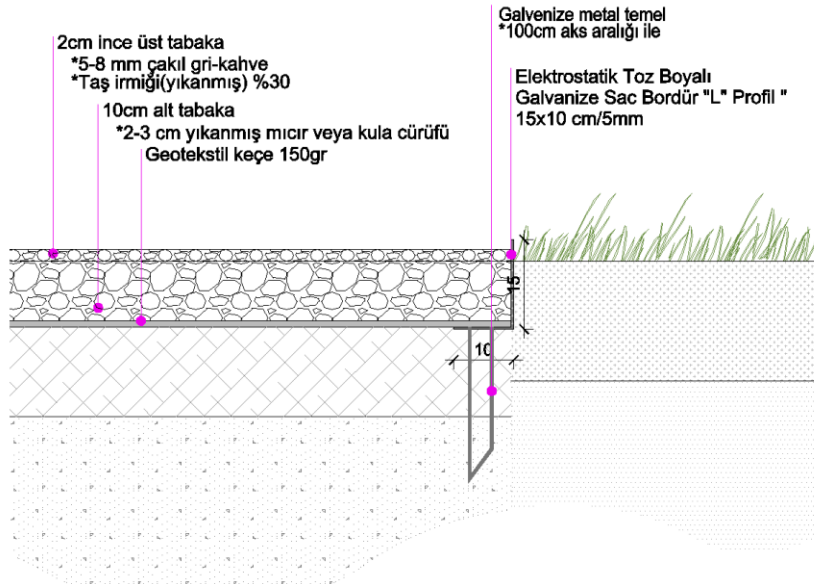 2cm ince üst tabaka
*5-8 mm çakıl gri-kahve
*Taş irmiği(yıkanmış) %30
10cm alt tabaka
*2-3 cm yıkanmış mıcır veya kula cürüfü
Geotekstil keçe 150gr
Galvenize metal temel
*100cm aks aralığı ile
Elektrostatik Toz Boyalı
Galvanize Sac Bordür "L" Profil "
15x10 cm/5mm
15
10